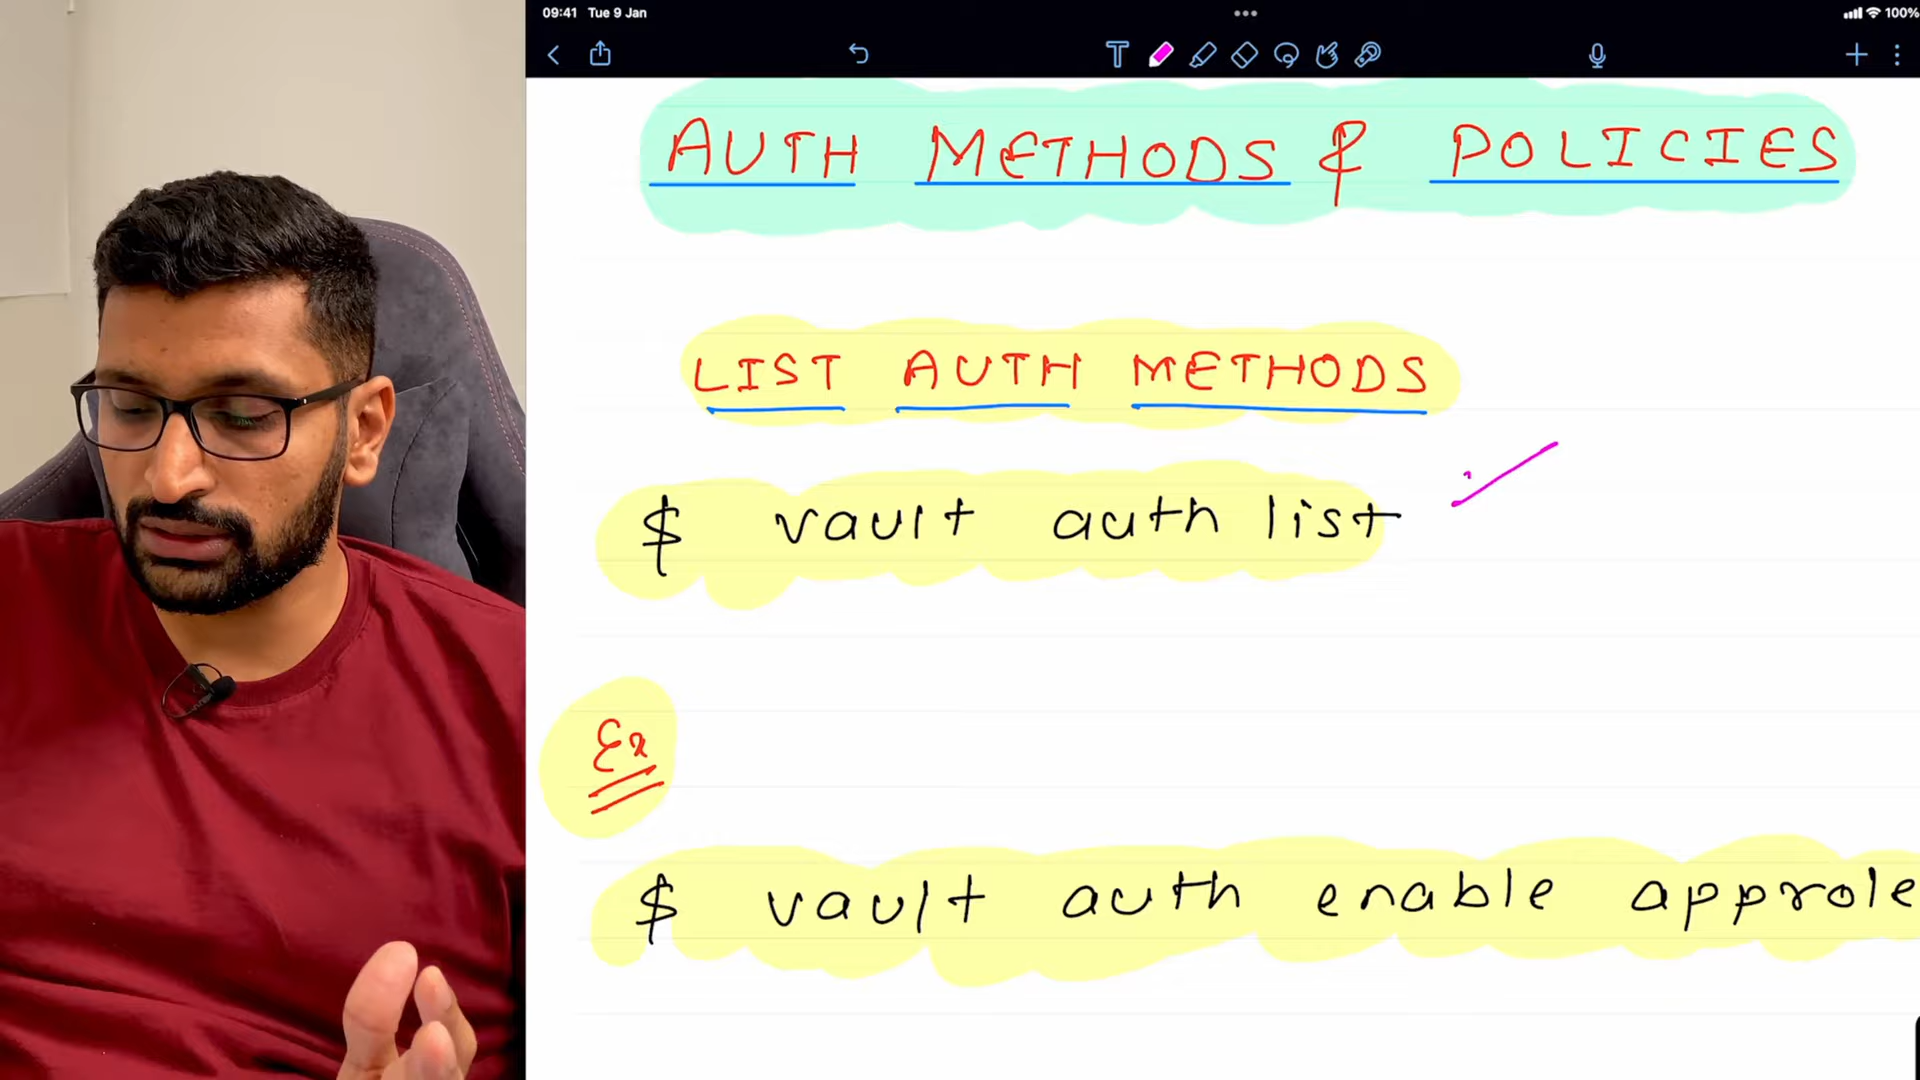 09:41 Tue 9 Jan 100%
AUTH METHODS & POLICIES
LIST AUTH METHODS
$ vault auth list
Ex
$ vault auth enable approle